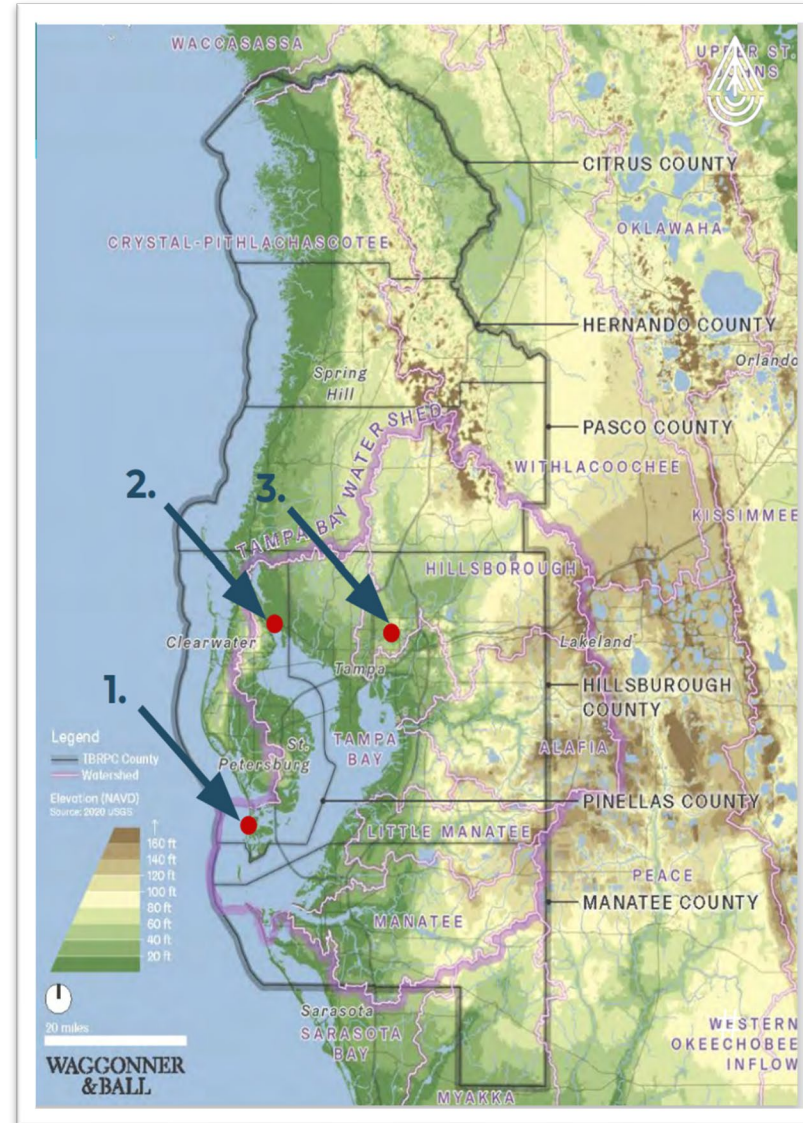 WACCASASSA
UPPER ST.
JOHNS
CITRUS COUNTY
OKLAWAHA
CRYSTAL-PITHLACHASCOTEE
HERNANDO COUNTY
Orlando
Spring
Hill
PASCO COUNTY
TAMPA BAY WATERSHED
WITHLACOOCHEE
2.
3.
KISSIMMEE
HILLSBOROUGH
Clearwater
Lakeland
Tampa
1.
HILLSBUROUGH
COUNTY
Legend
TBRPC County
Watershed
St.
Petersburg
TAMPA
BAY
ALAFIA
Elevation (NAVD)
Source: 2020 USGS
PINELLAS COUNTY
LITTLE MANATEE
160 ft
140 ft
120 ft
100 ft
80 ft
60 ft
40 ft
20 ft
PEACE
MANATEE COUNTY
MANATEE
20 miles
Sarasota
SARASOTA
BAY
WESTERN
OKEECHOBEE
INFLOW
WAGGONNER
&BALL
MYAKKA